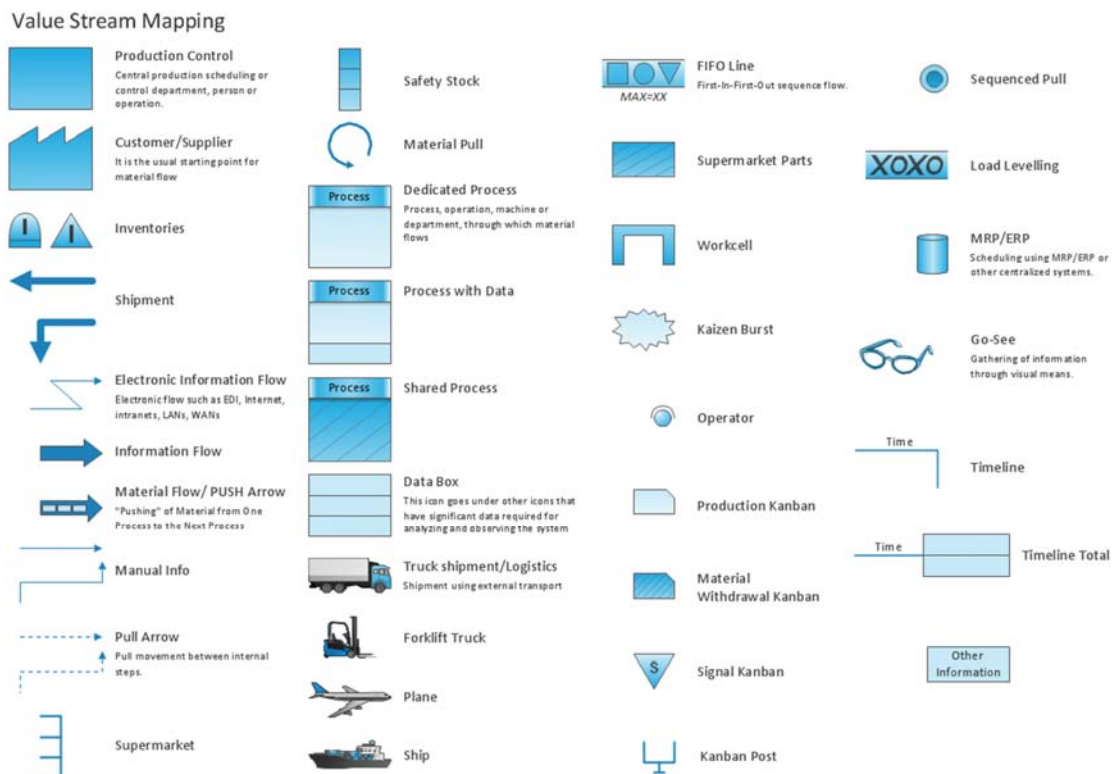 Value Stream Mapping
Production Control
Central production scheduling or
control department, person or
operation.
Customer/Supplier
It is the usual starting point for
material flow
I I
Inventories
Shipment
Electronic Information Flow
Electronic flow such as EDI, Internet,
intranets, LANs, WANs
Information Flow
Material Flow/ PUSH Arrow
"Pushing" of Material from One
Process to the Next Process
Manual Info
Pull Arrow
Pull movement between internal
steps.
Supermarket
Safety Stock
Material Pull
Process
Dedicated Process
Process, operation, machine or
department, through which material
flows
Process
Process with Data
Process
Shared Process
Data Box
This icon goes under other icons that
have significant data required for
analyzing and observing the system
Truck shipment/Logistics
Shipment using external transport
Forklift Truck
Plane
Ship
MAX=XX
FIFO Line
First-In-First-Out sequence flow.
Supermarket Parts
Workcell
Kaizen Burst
Operator
Production Kanban
Material
Withdrawal Kanban
S
Signal Kanban
Kanban Post
Sequenced Pull
XOXO
Load Levelling
MRP/ERP
Scheduling using MRP/ERP or
other centralized systems.
Go-See
Gathering of information
through visual means.
Time
Timeline
Time
Timeline Total
Other
Information